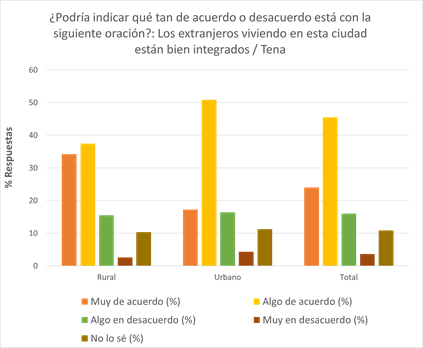 ¿Podría indicar qué tan de acuerdo o desacuerdo está con la
siguiente oración?: Los extranjeros viviendo en esta ciudad
están bien integrados / Tena
% Respuestas
60
50
40
30
20
10
0
Rural
Urbano
Total
Muy de acuerdo (%)
Algo de acuerdo (%)
Algo en desacuerdo (%)
Muy en desacuerdo (%)
No lo sé (%)